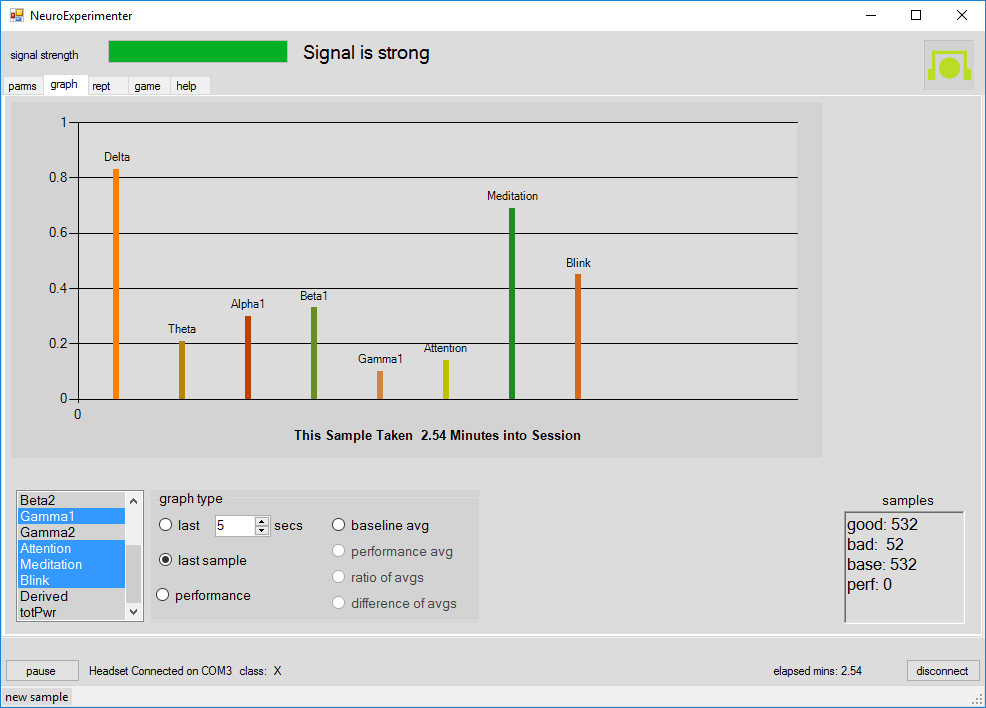 NeuroExperimenter
signal strength
Signal is strong
params graph rept game help
1
Delta
0.8
Meditation
0.6
Blink
0.4
Beta1
Alpha1
Theta
0.2
Attention
Gamma1
0
0
This Sample Taken 2.54 Minutes into Session
Beta2
Gamma1
Gamma2
Attention
Meditation
Blink
Derived
totPwr
graph type
last 5 secs
last sample
performance
baseline avg
performance avg
ratio of avgs
difference of avgs
samples
good: 532
bad: 52
base: 532
perf: 0
pause Headset Connected on COM3 class: X elapsed mins: 2.54 disconnect
new sample